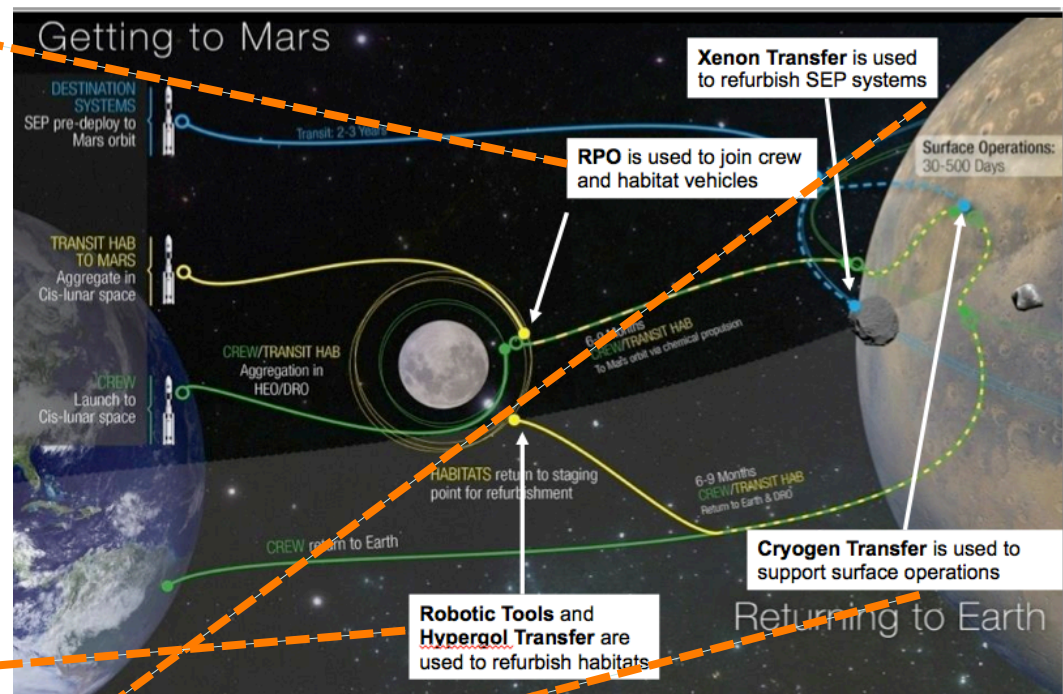 Getting to Mars
Xenon Transfer is used
to refurbish SEP systems
DESTINATION
SYSTEMS
SEP pre-deploy to
Mars orbit
Transit: 2-3 Years
RPO is used to join crew
and habitat vehicles
Surface Operations:
30-500 Days
TRANSIT HAB
TO MARS
Aggregate in
Cis-lunar space
CREW/TRANSIT HAB
Aggregation in
HEO/DRO
6-9 Months
CREW/TRANSIT HAB
To Mars orbit via chemical propulsion
CREW
Launch to
Cis-lunar space
HABITATS return to staging
point for refurbishment
6-9 Months
CREW/TRANSIT HAB
Return to Earth & DRO
CREW return to Earth
Cryogen Transfer is used to
support surface operations
Robotic Tools and
Hypergol Transfer are
used to refurbish habitats
Returning to Earth